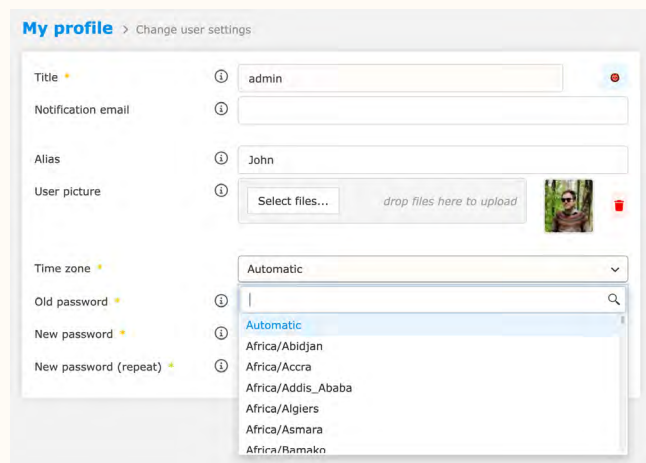 My profile > Change user settings
Title * admin
Notification email
Alias John
User picture Select files... drop files here to upload
Time zone * Automatic
Old password *
New password *
New password (repeat) *
Automatic
Africa/Abidjan
Africa/Accra
Africa/Addis_Ababa
Africa/Algiers
Africa/Asmara
Africa/Bamako